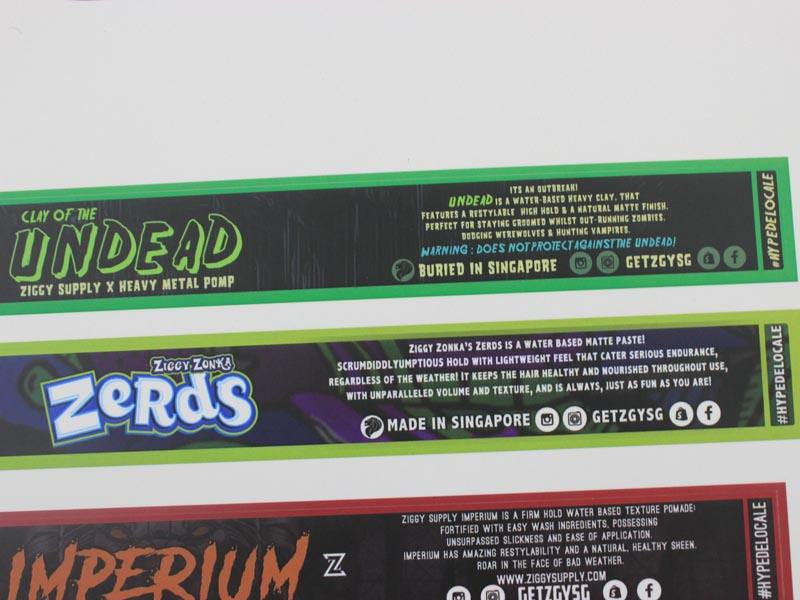 CLAY OF THE
UNDEAD
ZIGGY SUPPLY X HEAVY METAL POMP
ITS AN OUTBREAK!
UNDEAD IS A WATER-BASED HEAVY CLAY, THAT
FEATURES A RESTYLABLE HIGH HOLD & A NATURAL MATTE FINISH.
PERFECT FOR STAYING GROOMED WHILST OUT-RUNNING ZOMBIES,
DODGING WEREWOLVES & HUNTING VAMPIRES.
WARNING : DOES NOT PROTECT AGAINST THE UNDEAD!
BURIED IN SINGAPORE GETZGYSG
#HYPEDELOCALE
ZIGGY ZONKA
ZERDS
ZIGGY ZONKA'S ZERDS IS A WATER BASED MATTE PASTE!
SCRUMDIDDLYUMPTIOUS HOLD WITH LIGHTWEIGHT FEEL THAT CATER SERIOUS ENDURANCE,
REGARDLESS OF THE WEATHER! IT KEEPS THE HAIR HEALTHY AND NOURISHED THROUGHOUT USE,
WITH UNPARALLELED VOLUME AND TEXTURE, AND IS ALWAYS, JUST AS FUN AS YOU ARE!
MADE IN SINGAPORE GETZGYSG
#HYPEDELOCALE
IMPERIUM
ZIGGY SUPPLY IMPERIUM IS A FIRM HOLD WATER BASED TEXTURE POMADE;
FORTIFIED WITH EASY WASH INGREDIENTS, POSSESSING
UNSURPASSED SLICKNESS AND EASE OF APPLICATION.
IMPERIUM HAS AMAZING RESTYLABILITY AND A NATURAL, HEALTHY SHEEN.
ROAR IN THE FACE OF BAD WEATHER.
WWW.ZIGGYSUPPLY.COM
GETZGYSG
#HYPEDELOCALE